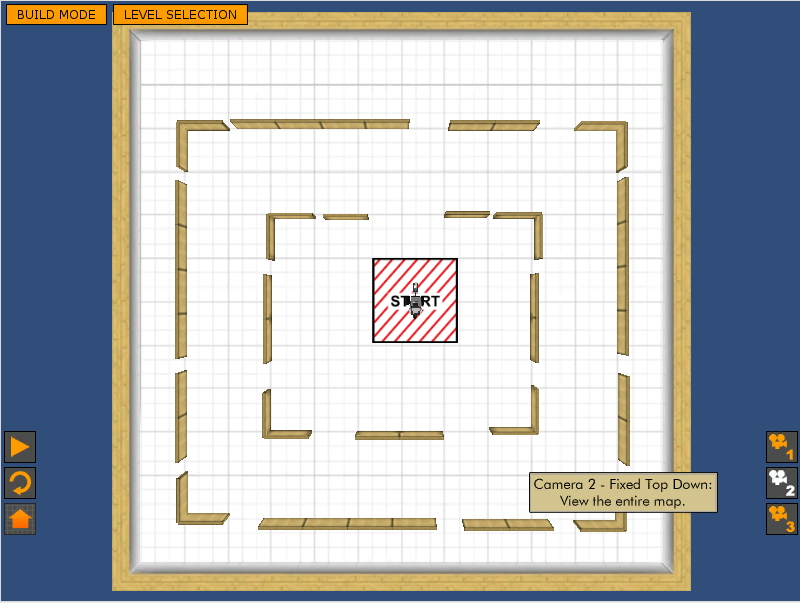 BUILD MODE
LEVEL SELECTION
START
1
Camera 2 - Fixed Top Down:
View the entire map.
2
3